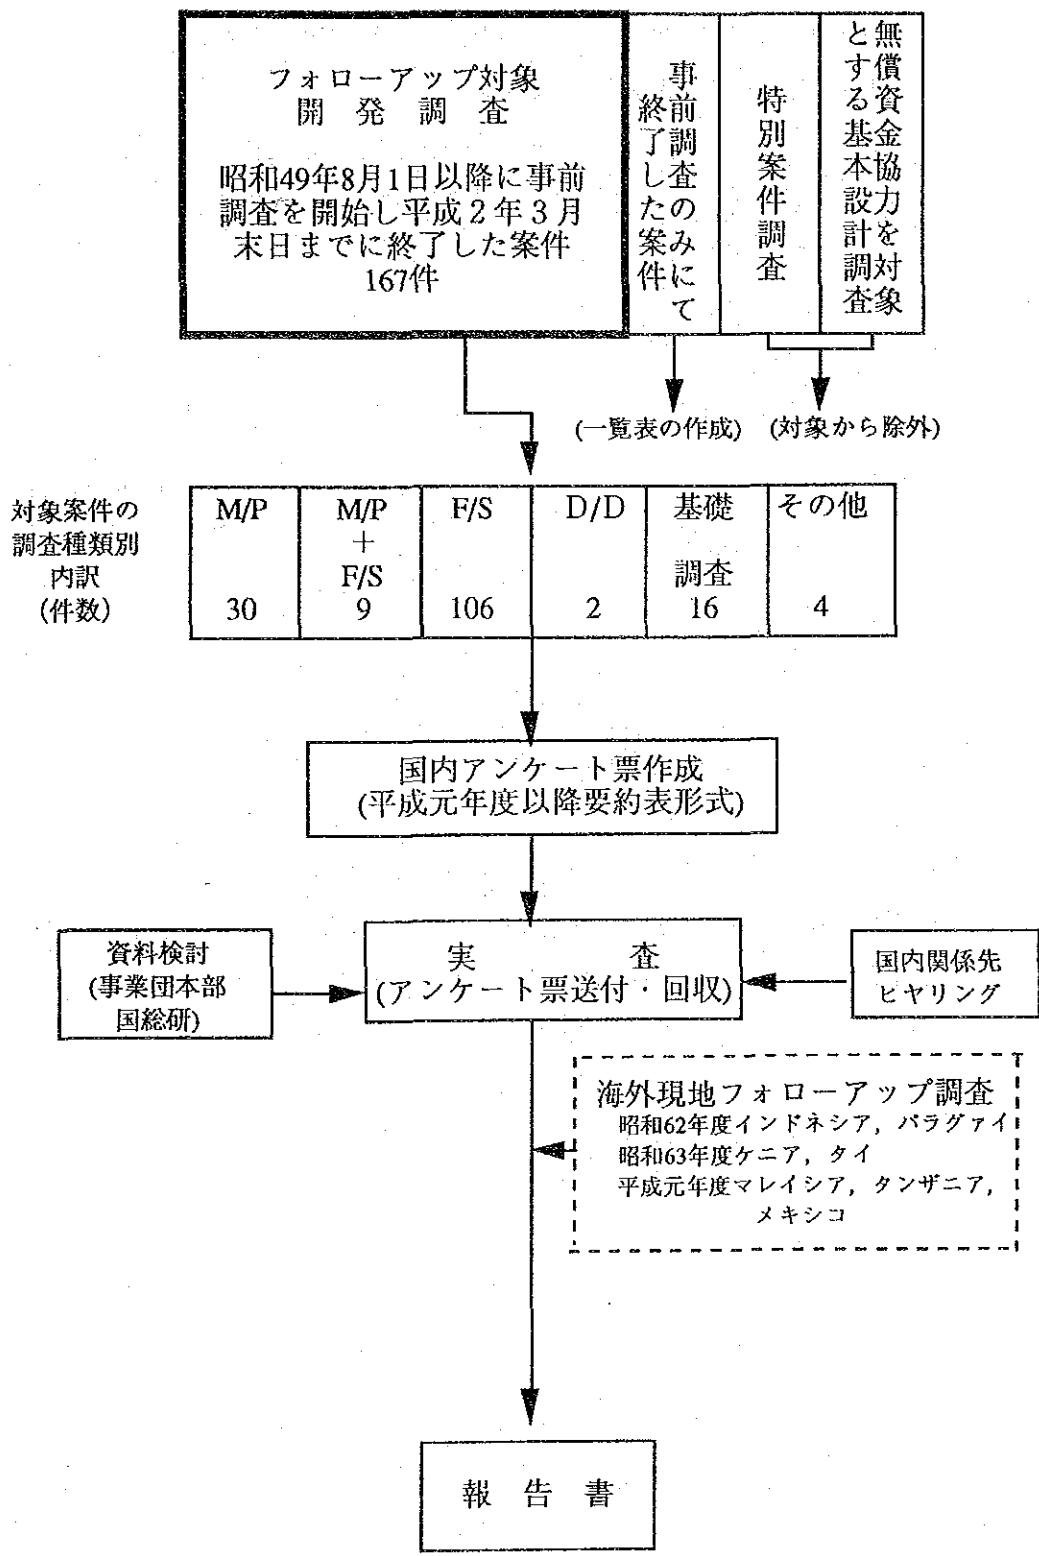 フォローアップ対象
開発調査
昭和49年8月1日以降に事前
調査を開始し平成2年3月
末日までに終了した案件
167件
事前調査のみにて
終了した案件
特別案件調査
無償資金協力を対象
とする基本設計調査
(一覧表の作成)
(対象から除外)
対象案件の
調査種類別
内訳
(件数)
M/P
30
M/P
+
F/S
9
F/S
106
D/D
2
基礎
調査
16
その他
4
国内アンケート票作成
(平成元年度以降要約表形式)
資料検討
(事業団本部
国総研)
実査
(アンケート票送付・回収)
国内関係先
ヒヤリング
海外現地フォローアップ調査
昭和62年度インドネシア, パラグァイ
昭和63年度ケニア, タイ
平成元年度マレイシア, タンザニア,
メキシコ
報告書